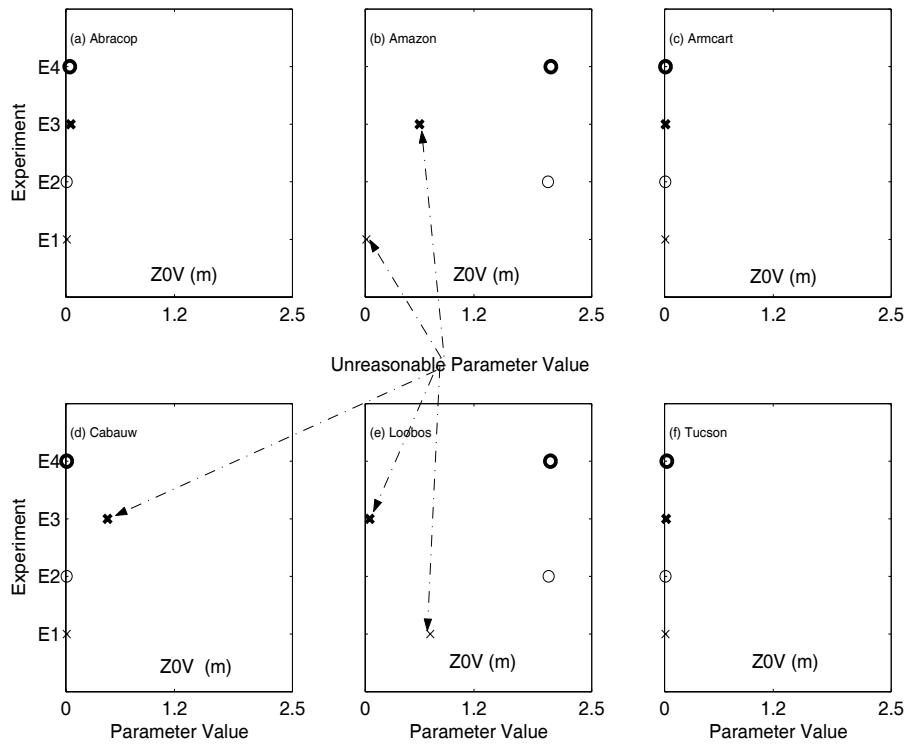 (a) Abracop
(b) Amazon
(c) Armcart
Experiment
E4
E3
E2
E1
Z0V (m)
Z0V (m)
Z0V (m)
0 1.2 2.5
0 1.2 2.5
0 1.2 2.5
Unreasonable Parameter Value
(d) Cabauw
(e) Loobos
(f) Tucson
Experiment
E4
E3
E2
E1
Z0V (m)
Z0V (m)
Z0V (m)
0 1.2 2.5
0 1.2 2.5
0 1.2 2.5
Parameter Value
Parameter Value
Parameter Value